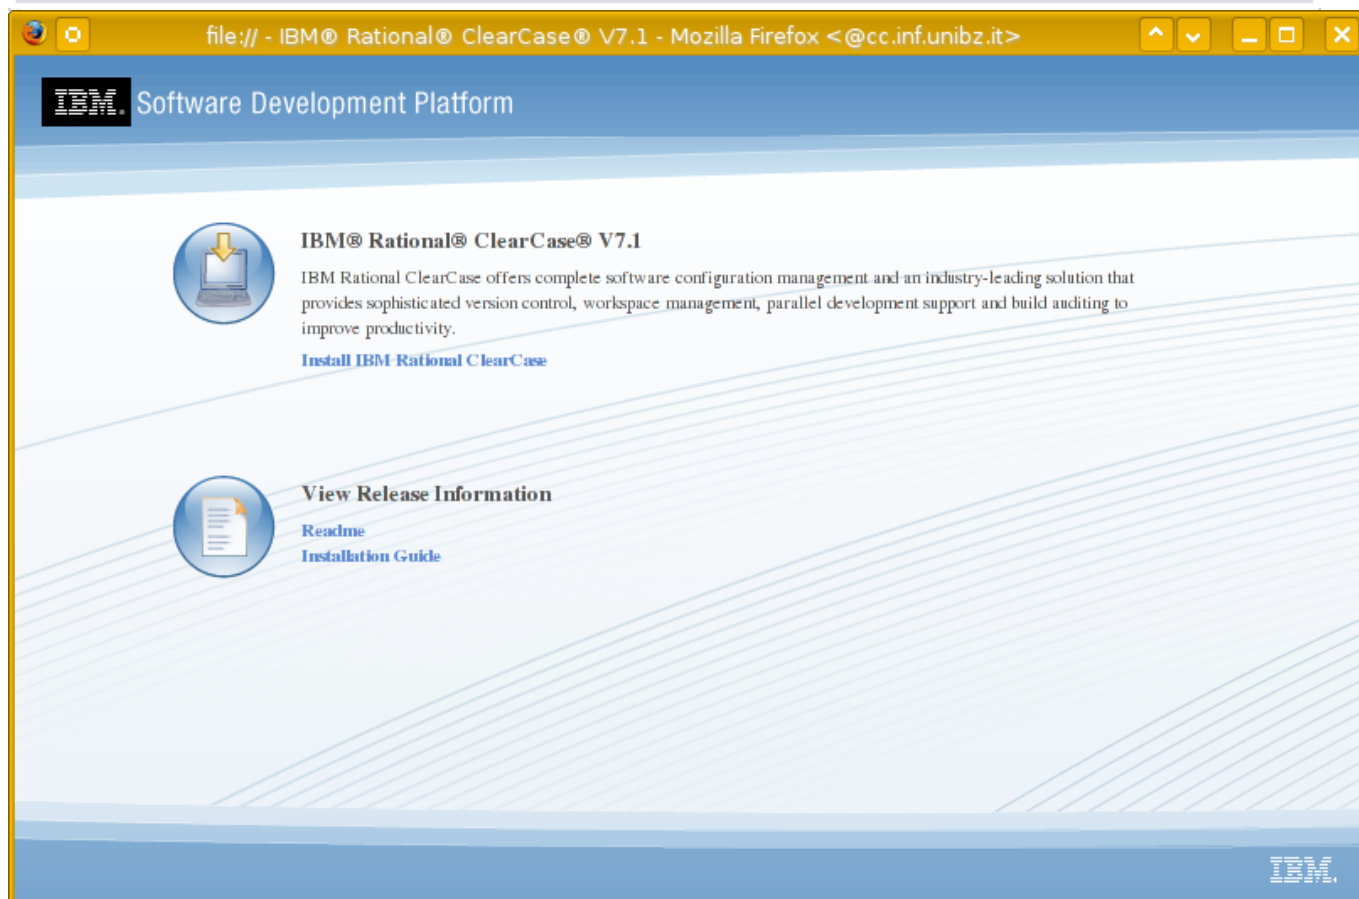 file:// - IBM® Rational® ClearCase® V7.1 - Mozilla Firefox <@cc.inf.unibz.it>
IBM. Software Development Platform
IBM® Rational® ClearCase® V7.1
IBM Rational ClearCase offers complete software configuration management and an industry-leading solution that
provides sophisticated version control, workspace management, parallel development support and build auditing to
improve productivity.
Install IBM Rational ClearCase
View Release Information
Readme
Installation Guide
IBM.